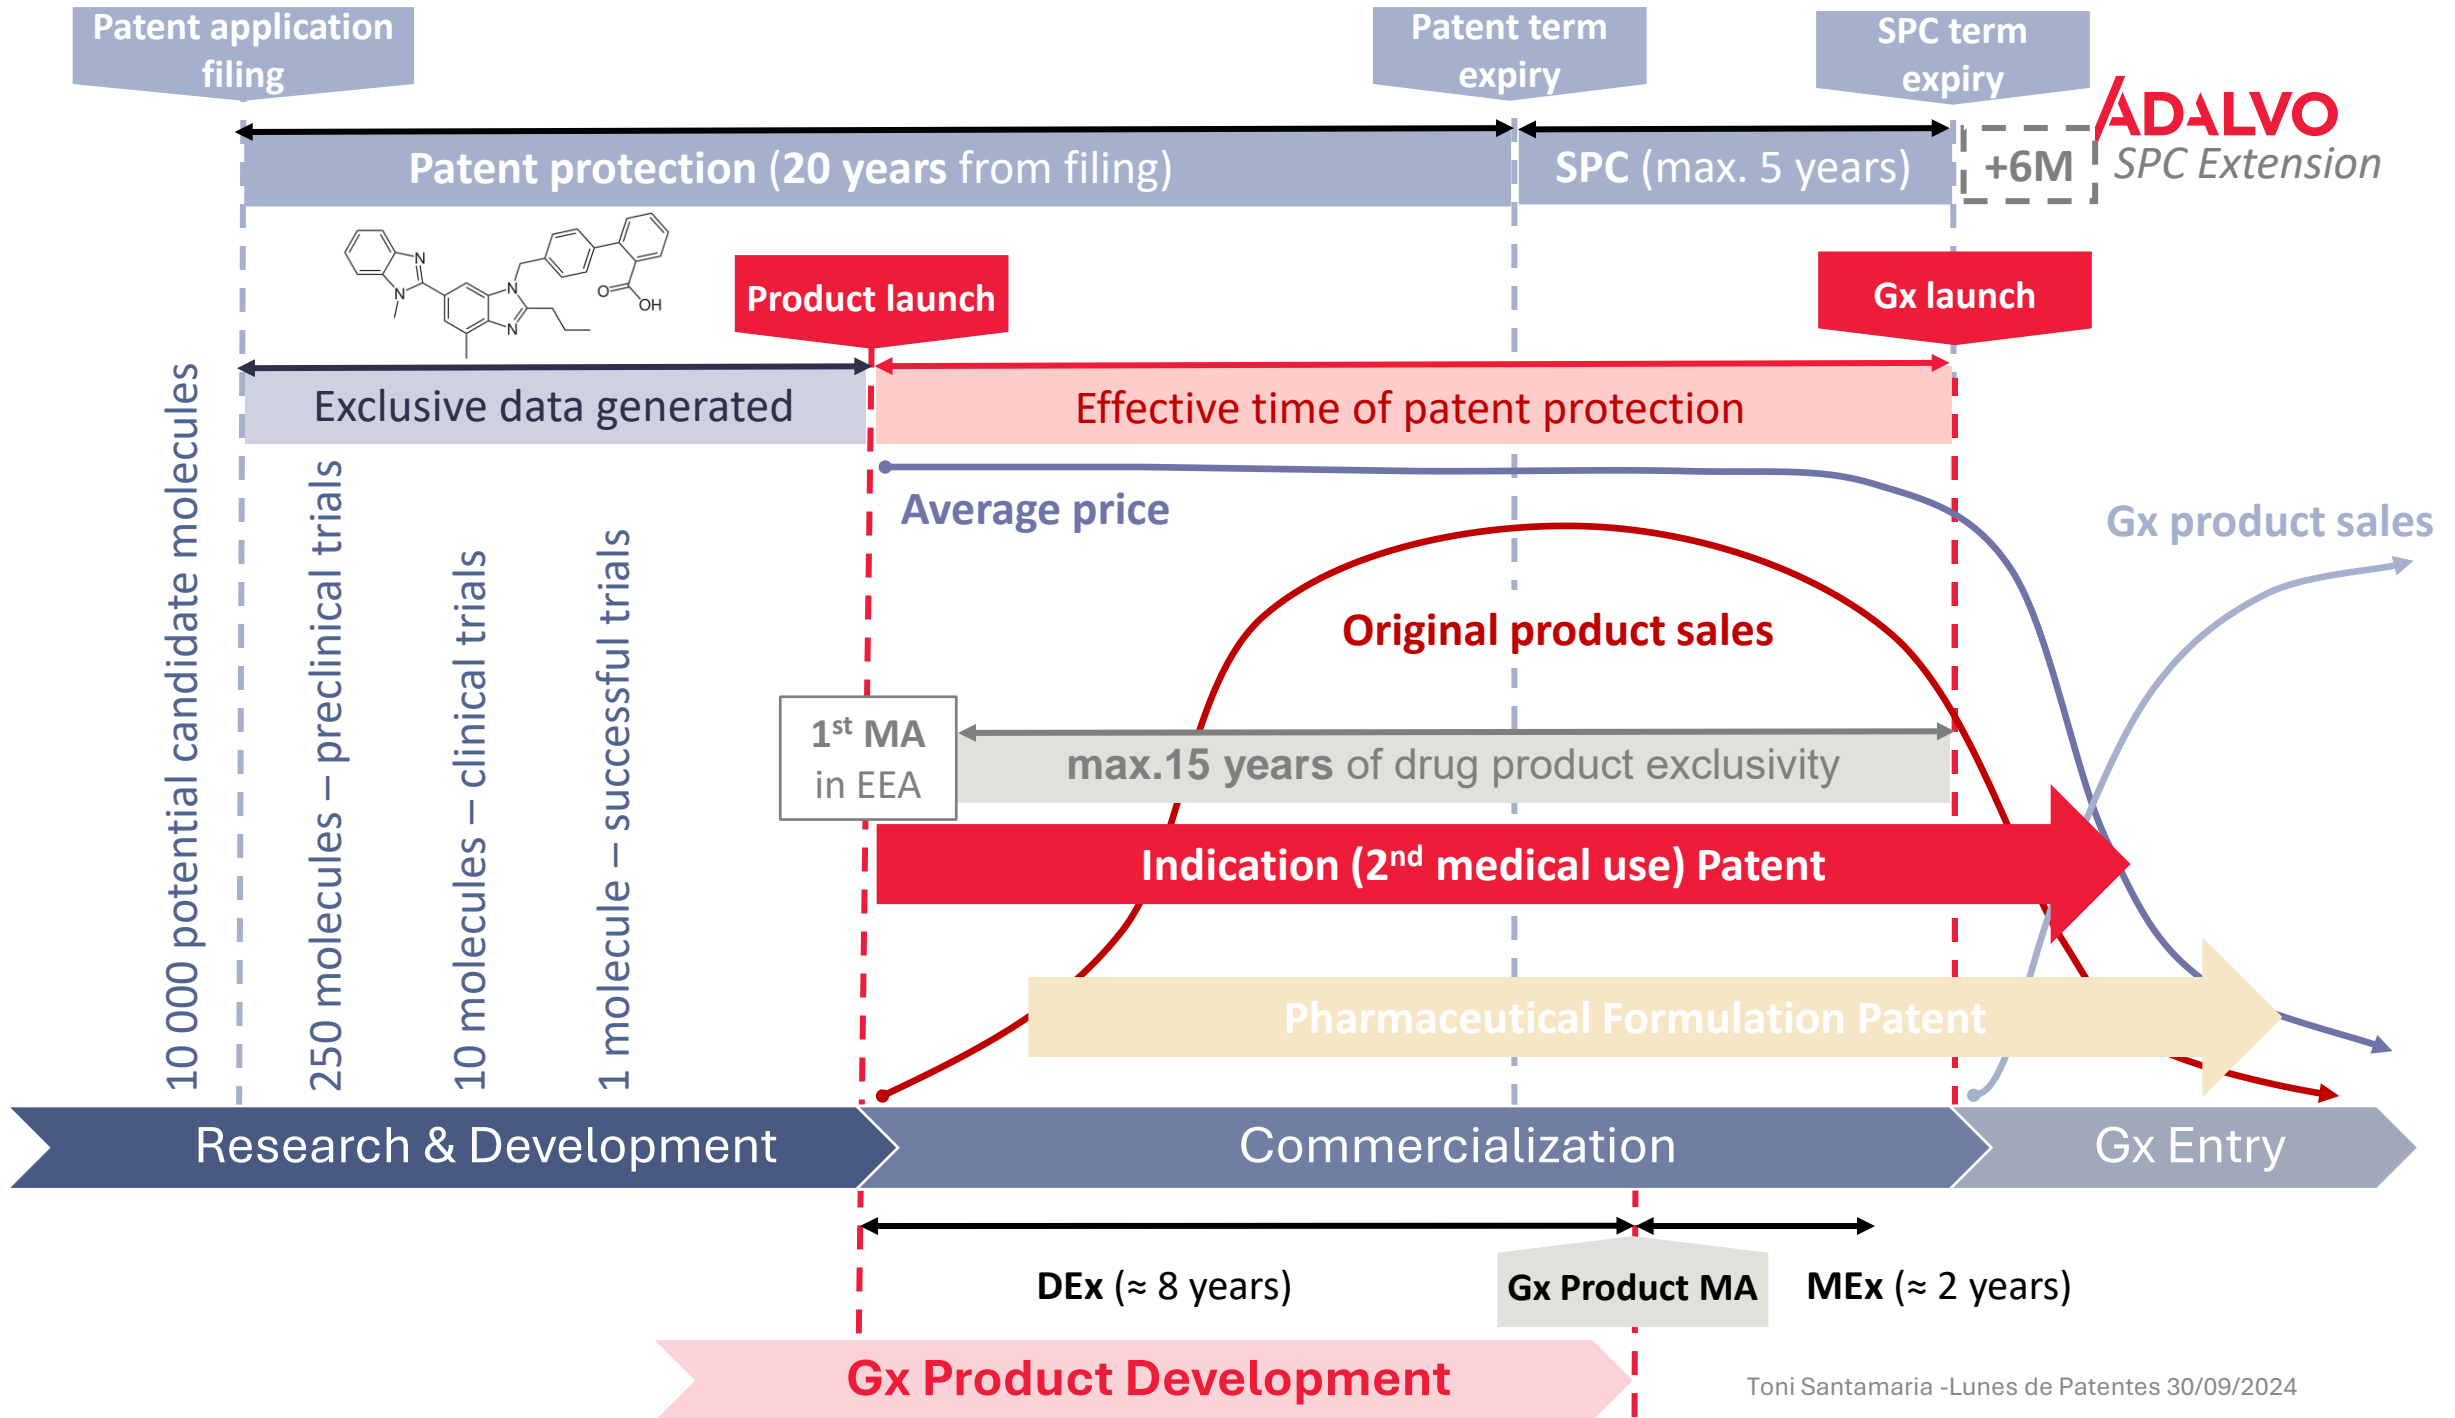 Patent application
filing
Patent term
expiry
SPC term
expiry
ADALVO
Patent protection (20 years from filing)
SPC (max. 5 years)
+6M
SPC Extension
N
N
N
N
O
OH
Product launch
Gx launch
Exclusive data generated
Effective time of patent protection
10 000 potential candidate molecules
250 molecules – preclinical trials
10 molecules – clinical trials
1 molecule – successful trials
Average price
Gx product sales
Original product sales
1st MA
in EEA
max.15 years of drug product exclusivity
Indication (2nd medical use) Patent
Pharmaceutical Formulation Patent
Research & Development
Commercialization
Gx Entry
DEx (≈ 8 years)
Gx Product MA
MEx (≈ 2 years)
Gx Product Development
Toni Santamaria -Lunes de Patentes 30/09/2024